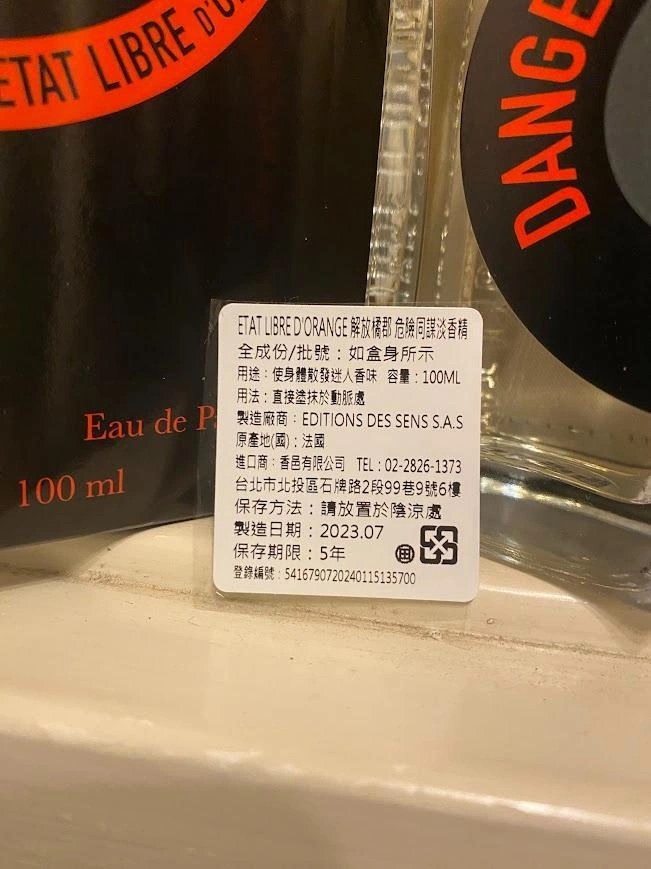 ETAT LIBRE D'O
DANGE
Eau de P
100 ml
ETAT LIBRE D'ORANGE 解放橘郡 危險同謀淡香精
全成份/批號：如盒身所示
用途：使身體散發迷人香味 容量：100ML
用法：直接塗抹於動脈處
製造廠商：EDITIONS DES SENS S.A.S
原產地(國)：法國
進口商：香邑有限公司 TEL：02-2826-1373
台北市北投區石牌路2段99巷9號6樓
保存方法：請放置於陰涼處
製造日期：2023.07
保存期限：5年
登錄編號：5416790720240115135700